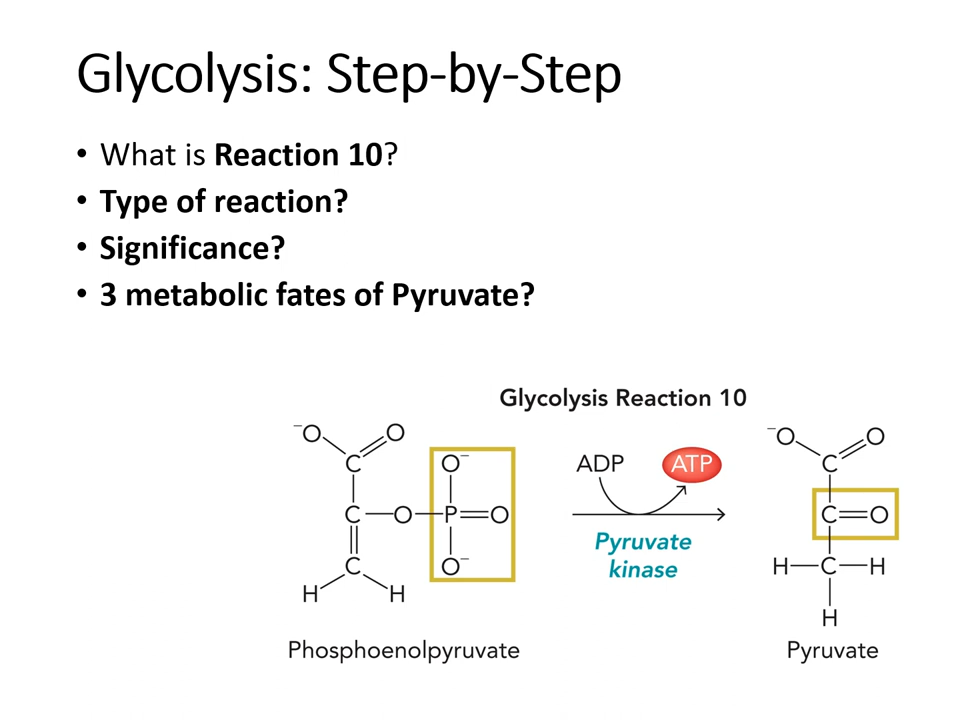 Glycolysis: Step-by-Step
• What is Reaction 10?
• Type of reaction?
• Significance?
• 3 metabolic fates of Pyruvate?
Glycolysis Reaction 10
⁻O
O
C
C
O
P
O⁻
O
O⁻
C
H
H
Phosphoenolpyruvate
ADP
ATP
Pyruvate
kinase
⁻O
O
C
C
O
H
C
H
H
Pyruvate